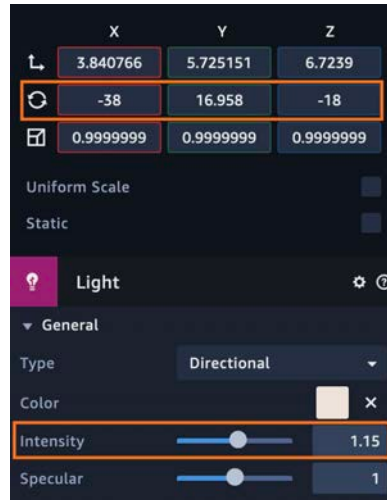 X Y Z
3.840766 5.725151 6.7239
-38 16.958 -18
0.9999999 0.9999999 0.9999999
Uniform Scale
Static
Light
General
Type Directional
Color
Intensity 1.15
Specular 1